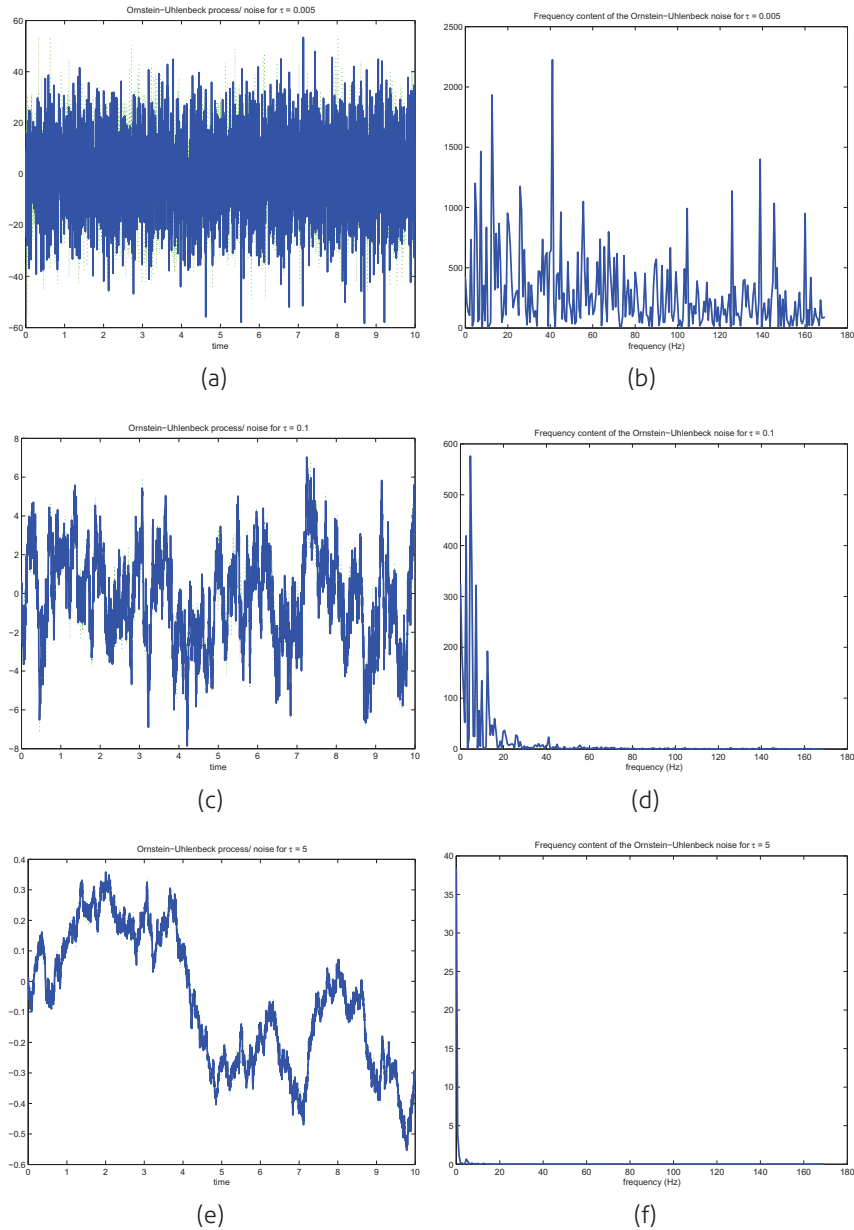 Ornstein−Uhlenbeck process/ noise for τ = 0.005
60
40
20
0
−20
−40
−60
0 1 2 3 4 5 6 7 8 9 10
time
(a)
Frequency content of the Ornstein−Uhlenbeck noise for τ = 0.005
2500
2000
1500
1000
500
0
0 20 40 60 80 100 120 140 160 180
frequency (Hz)
(b)
Ornstein−Uhlenbeck process/ noise for τ = 0.1
8
6
4
2
0
−2
−4
−6
−8
0 1 2 3 4 5 6 7 8 9 10
time
(c)
Frequency content of the Ornstein−Uhlenbeck noise for τ = 0.1
600
500
400
300
200
100
0
0 20 40 60 80 100 120 140 160 180
frequency (Hz)
(d)
Ornstein−Uhlenbeck process/ noise for τ = 5
0.4
0.3
0.2
0.1
0
−0.1
−0.2
−0.3
−0.4
−0.5
−0.6
0 1 2 3 4 5 6 7 8 9 10
time
(e)
Frequency content of the Ornstein−Uhlenbeck noise for τ = 5
40
35
30
25
20
15
10
5
0
0 20 40 60 80 100 120 140 160 180
frequency (Hz)
(f)